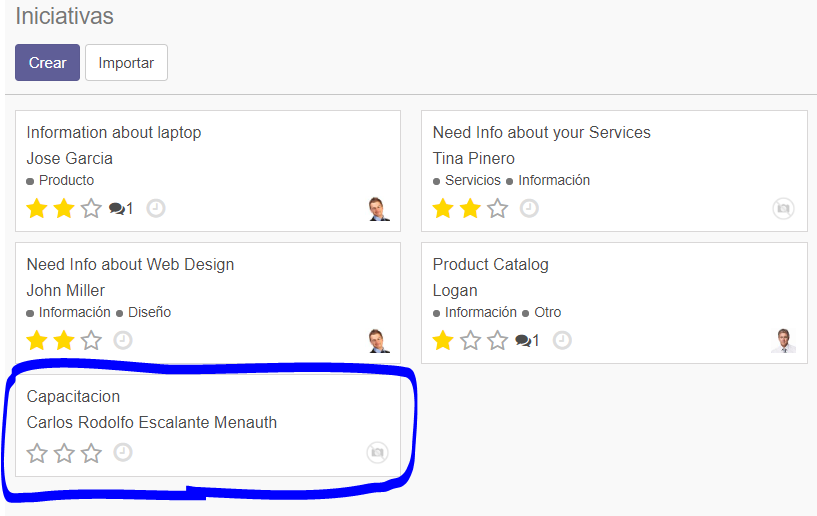 Iniciativas
Crear Importar
Information about laptop
Jose Garcia
Producto
1
Need Info about your Services
Tina Pinero
Servicios Información
Need Info about Web Design
John Miller
Información Diseño
Product Catalog
Logan
Información Otro
1
Capacitacion
Carlos Rodolfo Escalante Menauth